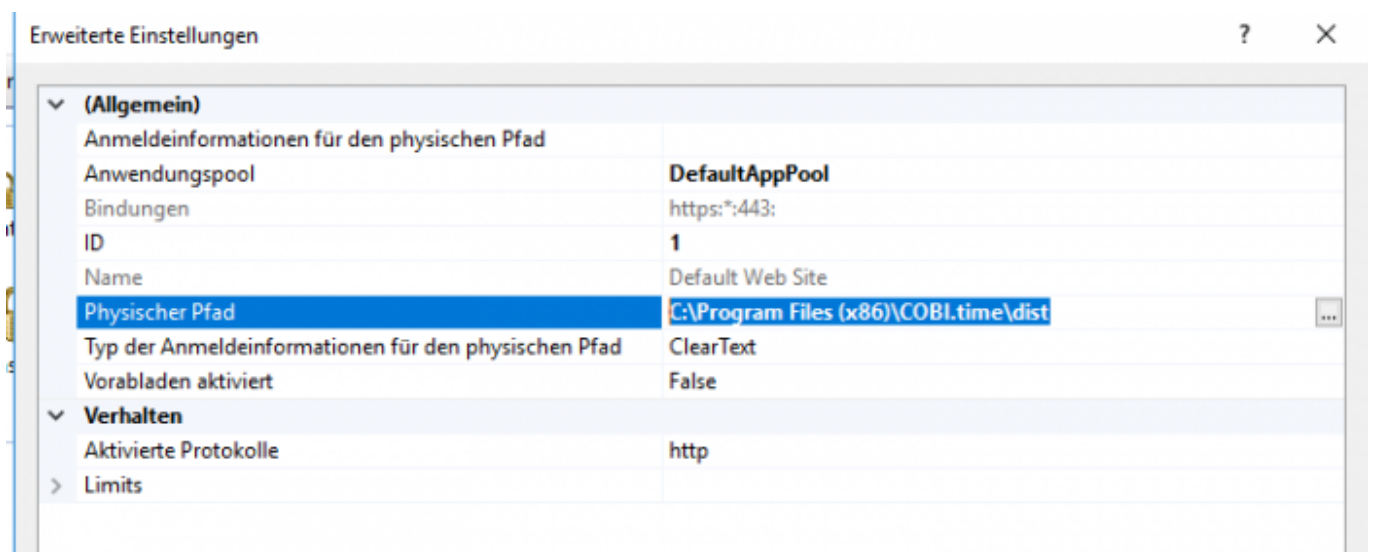 Erweiterte Einstellungen ?
(Allgemein)
Anmeldeinformationen für den physischen Pfad
Anwendungspool DefaultAppPool
Bindungen https:*:443:
ID 1
Name Default Web Site
Physischer Pfad C:\Program Files (x86)\COBI.time\dist ...
Typ der Anmeldeinformationen für den physischen Pfad ClearText
Vorabladen aktiviert False
Verhalten
Aktivierte Protokolle http
Limits